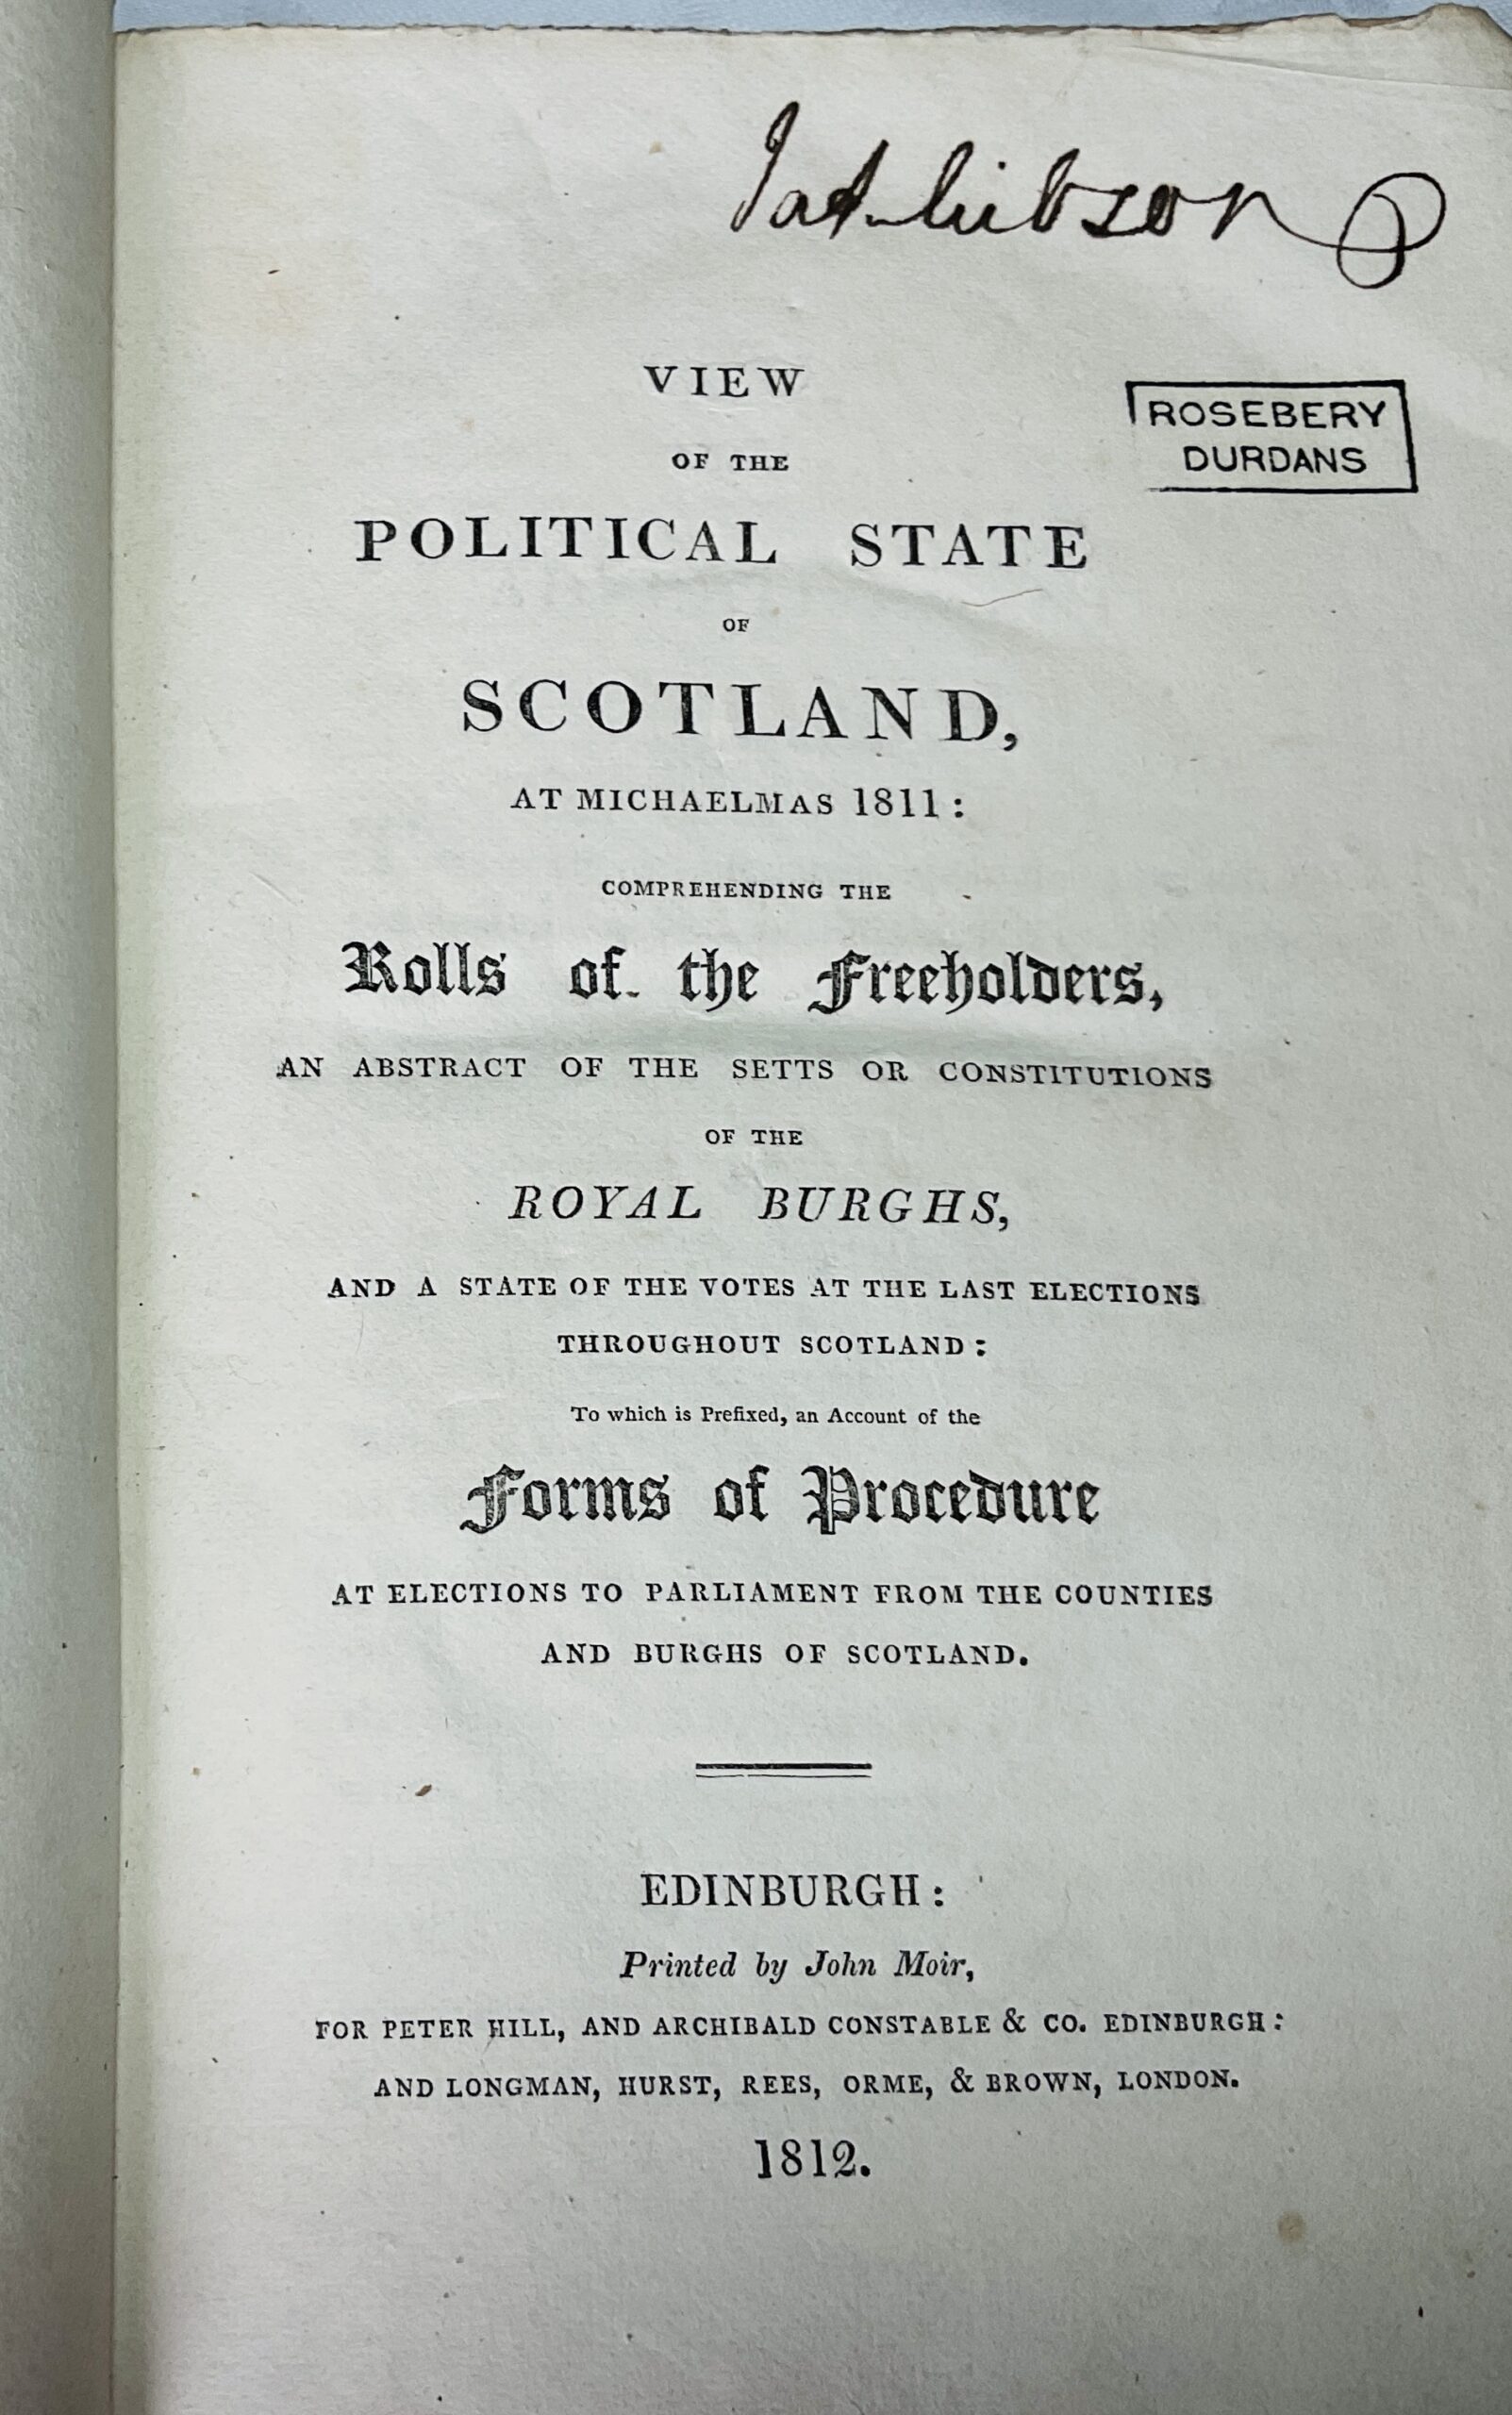 Jas. Gibson
VIEW
ROSEBERY
DURDANS
OF THE
POLITICAL STATE
OF
SCOTLAND,
AT MICHAELMAS 1811:
COMPREHENDING THE
Rolls of the Freeholders,
AN ABSTRACT OF THE SETTS OR CONSTITUTIONS
OF THE
ROYAL BURGHS,
AND A STATE OF THE VOTES AT THE LAST ELECTIONS
THROUGHOUT SCOTLAND:
To which is Prefixed, an Account of the
Forms of Procedure
AT ELECTIONS TO PARLIAMENT FROM THE COUNTIES
AND BURGHS OF SCOTLAND.
EDINBURGH:
Printed by John Moir,
FOR PETER HILL, AND ARCHIBALD CONSTABLE & CO. EDINBURGH:
AND LONGMAN, HURST, REES, ORME, & BROWN, LONDON.
1812.